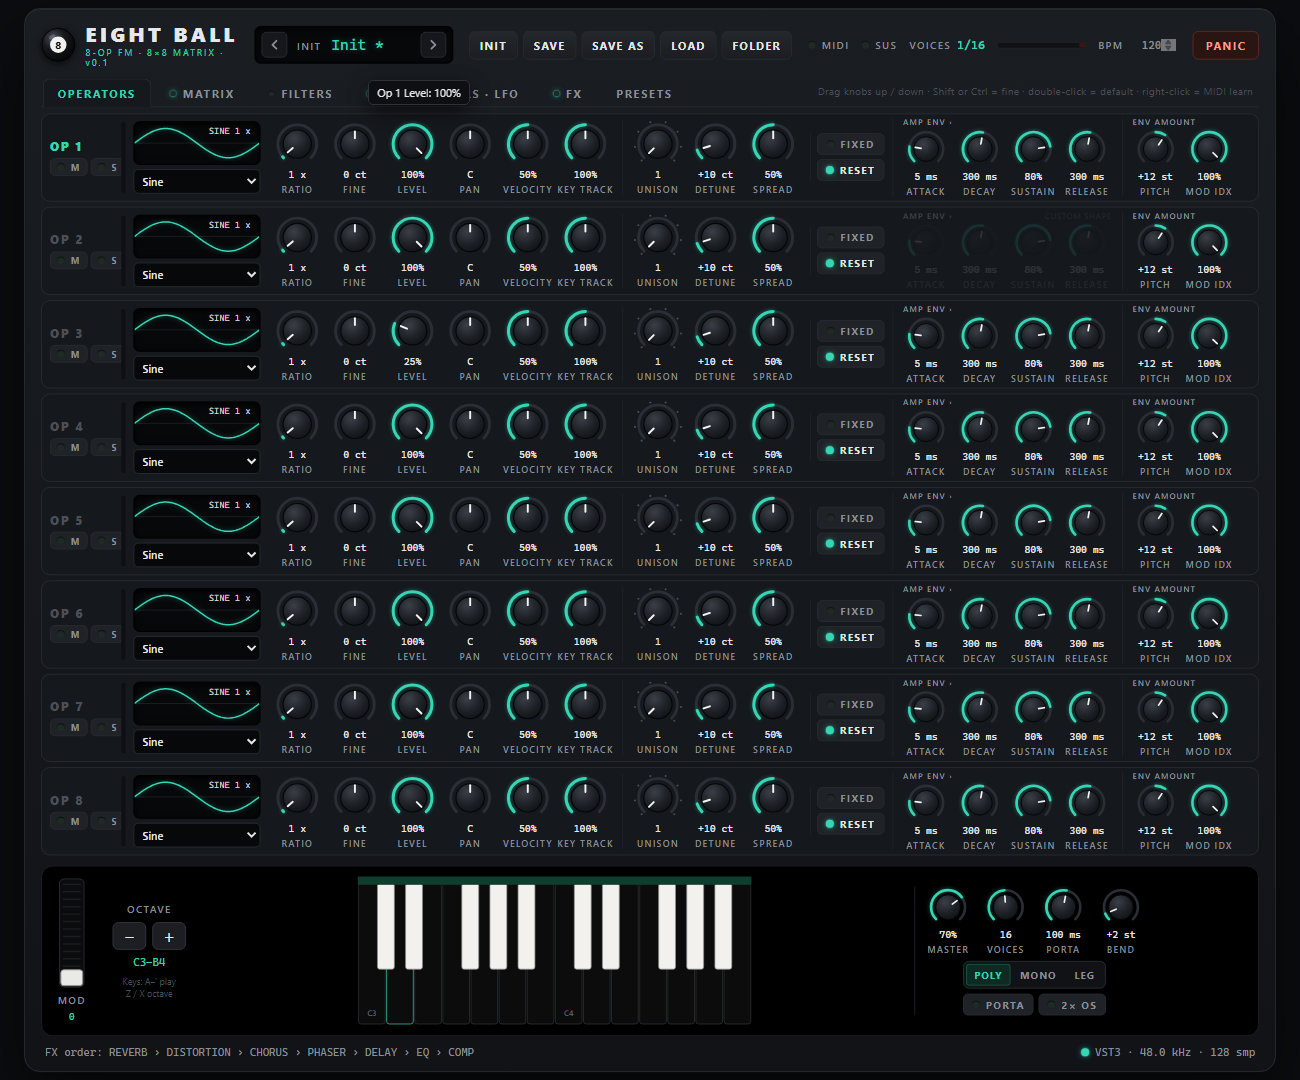 8
EIGHT BALL
8-OP FM · 8×8 MATRIX ·
v0.1
INIT Init *
INIT SAVE SAVE AS LOAD FOLDER
MIDI SUS VOICES 1/16 BPM 120 PANIC
OPERATORS MATRIX FILTERS S · LFO FX PRESETS
Op 1 Level: 100%
Drag knobs up / down · Shift or Ctrl = fine · double-click = default · right-click = MIDI learn
OP 1 M S SINE 1 x Sine
1 x 0 ct 100% C 50% 100% 1 +10 ct 50%
RATIO FINE LEVEL PAN VELOCITY KEY TRACK UNISON DETUNE SPREAD
FIXED
RESET
AMP ENV › ENV AMOUNT
5 ms 300 ms 80% 300 ms +12 st 100%
ATTACK DECAY SUSTAIN RELEASE PITCH MOD IDX
OP 2 M S SINE 1 x Sine
1 x 0 ct 100% C 50% 100% 1 +10 ct 50%
RATIO FINE LEVEL PAN VELOCITY KEY TRACK UNISON DETUNE SPREAD
FIXED
RESET
AMP ENV › CUSTOM SHAPE ENV AMOUNT
5 ms 300 ms 80% 300 ms +12 st 100%
ATTACK DECAY SUSTAIN RELEASE PITCH MOD IDX
OP 3 M S SINE 1 x Sine
1 x 0 ct 25% C 50% 100% 1 +10 ct 50%
RATIO FINE LEVEL PAN VELOCITY KEY TRACK UNISON DETUNE SPREAD
FIXED
RESET
AMP ENV › ENV AMOUNT
5 ms 300 ms 80% 300 ms +12 st 100%
ATTACK DECAY SUSTAIN RELEASE PITCH MOD IDX
OP 4 M S SINE 1 x Sine
1 x 0 ct 100% C 50% 100% 1 +10 ct 50%
RATIO FINE LEVEL PAN VELOCITY KEY TRACK UNISON DETUNE SPREAD
FIXED
RESET
AMP ENV › ENV AMOUNT
5 ms 300 ms 80% 300 ms +12 st 100%
ATTACK DECAY SUSTAIN RELEASE PITCH MOD IDX
OP 5 M S SINE 1 x Sine
1 x 0 ct 100% C 50% 100% 1 +10 ct 50%
RATIO FINE LEVEL PAN VELOCITY KEY TRACK UNISON DETUNE SPREAD
FIXED
RESET
AMP ENV › ENV AMOUNT
5 ms 300 ms 80% 300 ms +12 st 100%
ATTACK DECAY SUSTAIN RELEASE PITCH MOD IDX
OP 6 M S SINE 1 x Sine
1 x 0 ct 100% C 50% 100% 1 +10 ct 50%
RATIO FINE LEVEL PAN VELOCITY KEY TRACK UNISON DETUNE SPREAD
FIXED
RESET
AMP ENV › ENV AMOUNT
5 ms 300 ms 80% 300 ms +12 st 100%
ATTACK DECAY SUSTAIN RELEASE PITCH MOD IDX
OP 7 M S SINE 1 x Sine
1 x 0 ct 100% C 50% 100% 1 +10 ct 50%
RATIO FINE LEVEL PAN VELOCITY KEY TRACK UNISON DETUNE SPREAD
FIXED
RESET
AMP ENV › ENV AMOUNT
5 ms 300 ms 80% 300 ms +12 st 100%
ATTACK DECAY SUSTAIN RELEASE PITCH MOD IDX
OP 8 M S SINE 1 x Sine
1 x 0 ct 100% C 50% 100% 1 +10 ct 50%
RATIO FINE LEVEL PAN VELOCITY KEY TRACK UNISON DETUNE SPREAD
FIXED
RESET
AMP ENV › ENV AMOUNT
5 ms 300 ms 80% 300 ms +12 st 100%
ATTACK DECAY SUSTAIN RELEASE PITCH MOD IDX
MOD
0
OCTAVE
− +
C3–B4
Keys: A–' play
Z / X octave
C3 C4
70% 16 100 ms +2 st
MASTER VOICES PORTA BEND
POLY MONO LEG
PORTA 2× OS
FX order: REVERB › DISTORTION › CHORUS › PHASER › DELAY › EQ › COMP
VST3 · 48.0 kHz · 128 smp